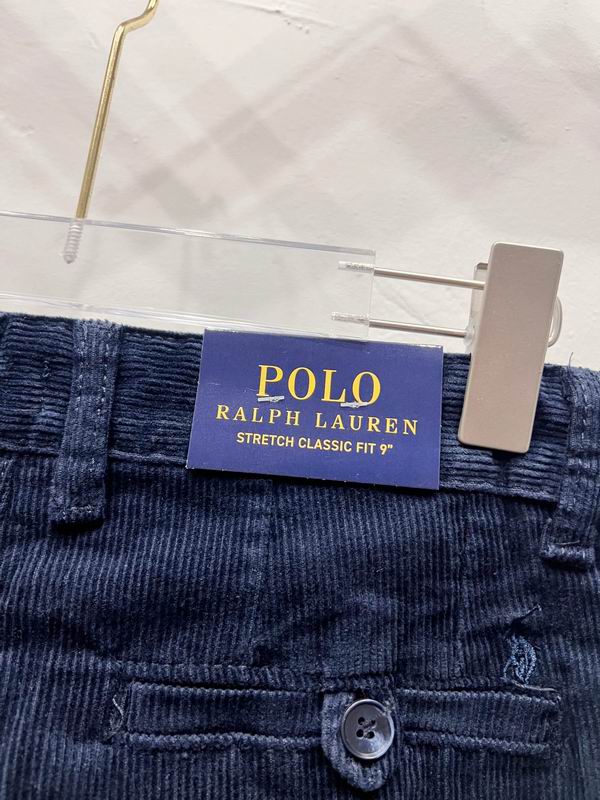 POLO
RALPH LAUREN
STRETCH CLASSIC FIT 9"